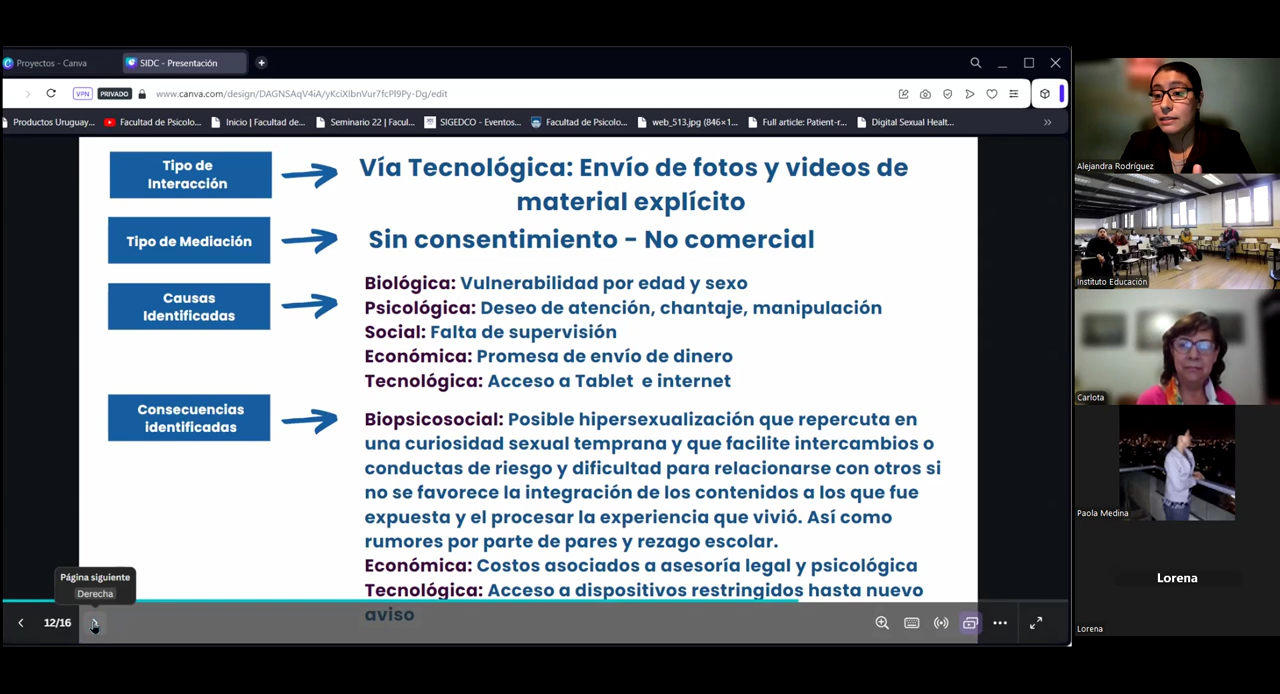 Proyectos - Canva
SIDC - Presentación
VPN
PRIVADO
www.canva.com/design/DAGNSAqV4iA/yKciXlbnVur7fcPl9Py-Dg/edit
Productos Uruguay...
Facultad de Psicolo...
Inicio | Facultad de...
Seminario 22 | Facul...
SIGEDCO - Eventos...
Facultad de Psicolo...
web_513.jpg (846×1...
Full article: Patient-r...
Digital Sexual Healt...
Tipo de
Interacción
Vía Tecnológica: Envío de fotos y videos de
material explícito
Tipo de Mediación
Sin consentimiento - No comercial
Causas
Identificadas
Biológica: Vulnerabilidad por edad y sexo
Psicológica: Deseo de atención, chantaje, manipulación
Social: Falta de supervisión
Económica: Promesa de envío de dinero
Tecnológica: Acceso a Tablet e internet
Consecuencias
identificadas
Biopsicosocial: Posible hipersexualización que repercuta en
una curiosidad sexual temprana y que facilite intercambios o
conductas de riesgo y dificultad para relacionarse con otros si
no se favorece la integración de los contenidos a los que fue
expuesta y el procesar la experiencia que vivió. Así como
rumores por parte de pares y rezago escolar.
Económica: Costos asociados a asesoría legal y psicológica
Tecnológica: Acceso a dispositivos restringidos hasta nuevo
aviso
Página siguiente
Derecha
12/16
Alejandra Rodríguez
Instituto Educación
Carlota
Paola Medina
Lorena
Lorena